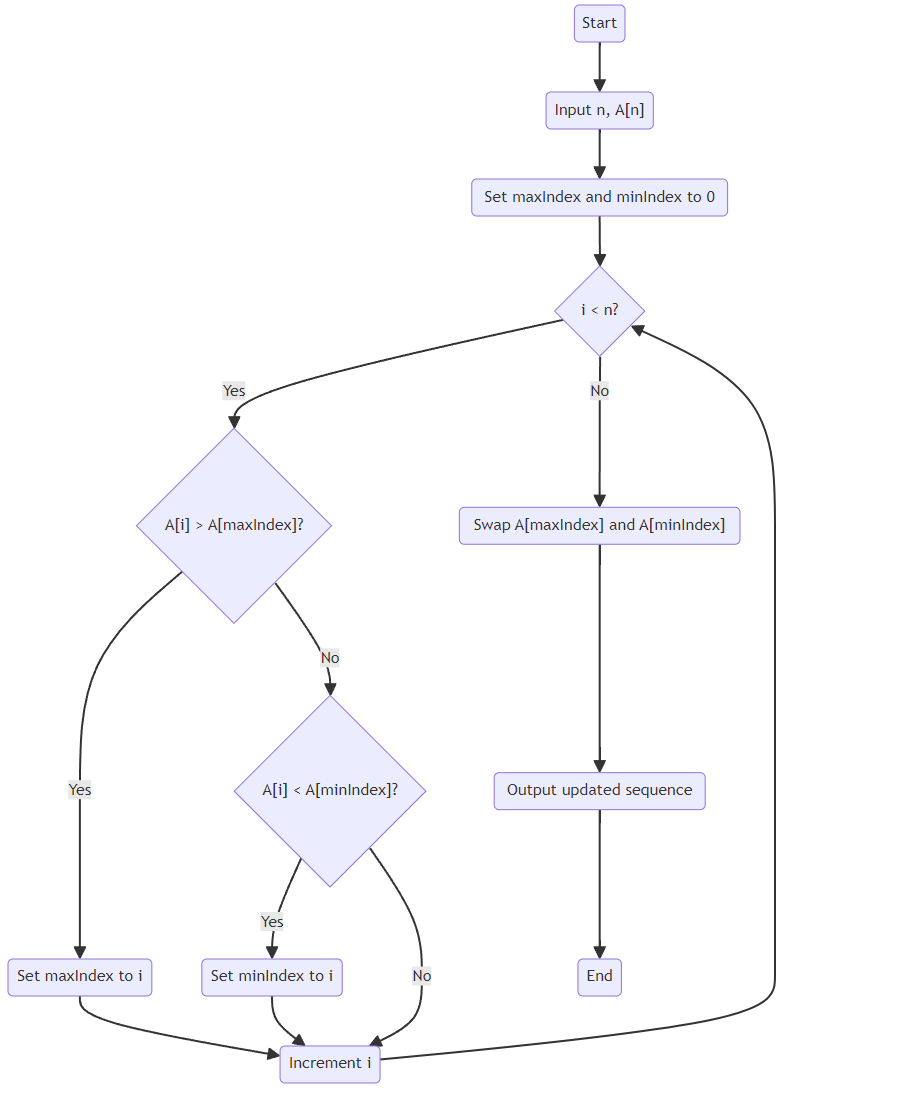 Start
Input n, A[n]
Set maxIndex and minIndex to 0
i < n?
Yes
No
A[i] > A[maxIndex]?
Swap A[maxIndex] and A[minIndex]
No
Yes
A[i] < A[minIndex]?
Output updated sequence
Yes
No
Set maxIndex to i
Set minIndex to i
End
Increment i